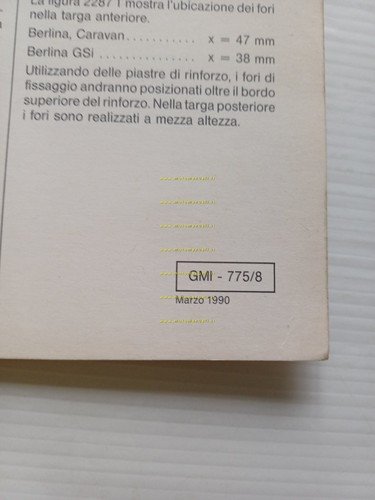 La figura 2287 T mostra l'ubicazione dei fori
nella targa anteriore.
Berlina, Caravan........... x = 47 mm
Berlina GSi ............... x = 38 mm
Utilizzando delle piastre di rinforzo, i fori di
fissaggio andranno posizionati oltre il bordo
superiore del rinforzo. Nella targa posteriore
i fori sono realizzati a mezza altezza.
GMI - 775/8
Marzo 1990